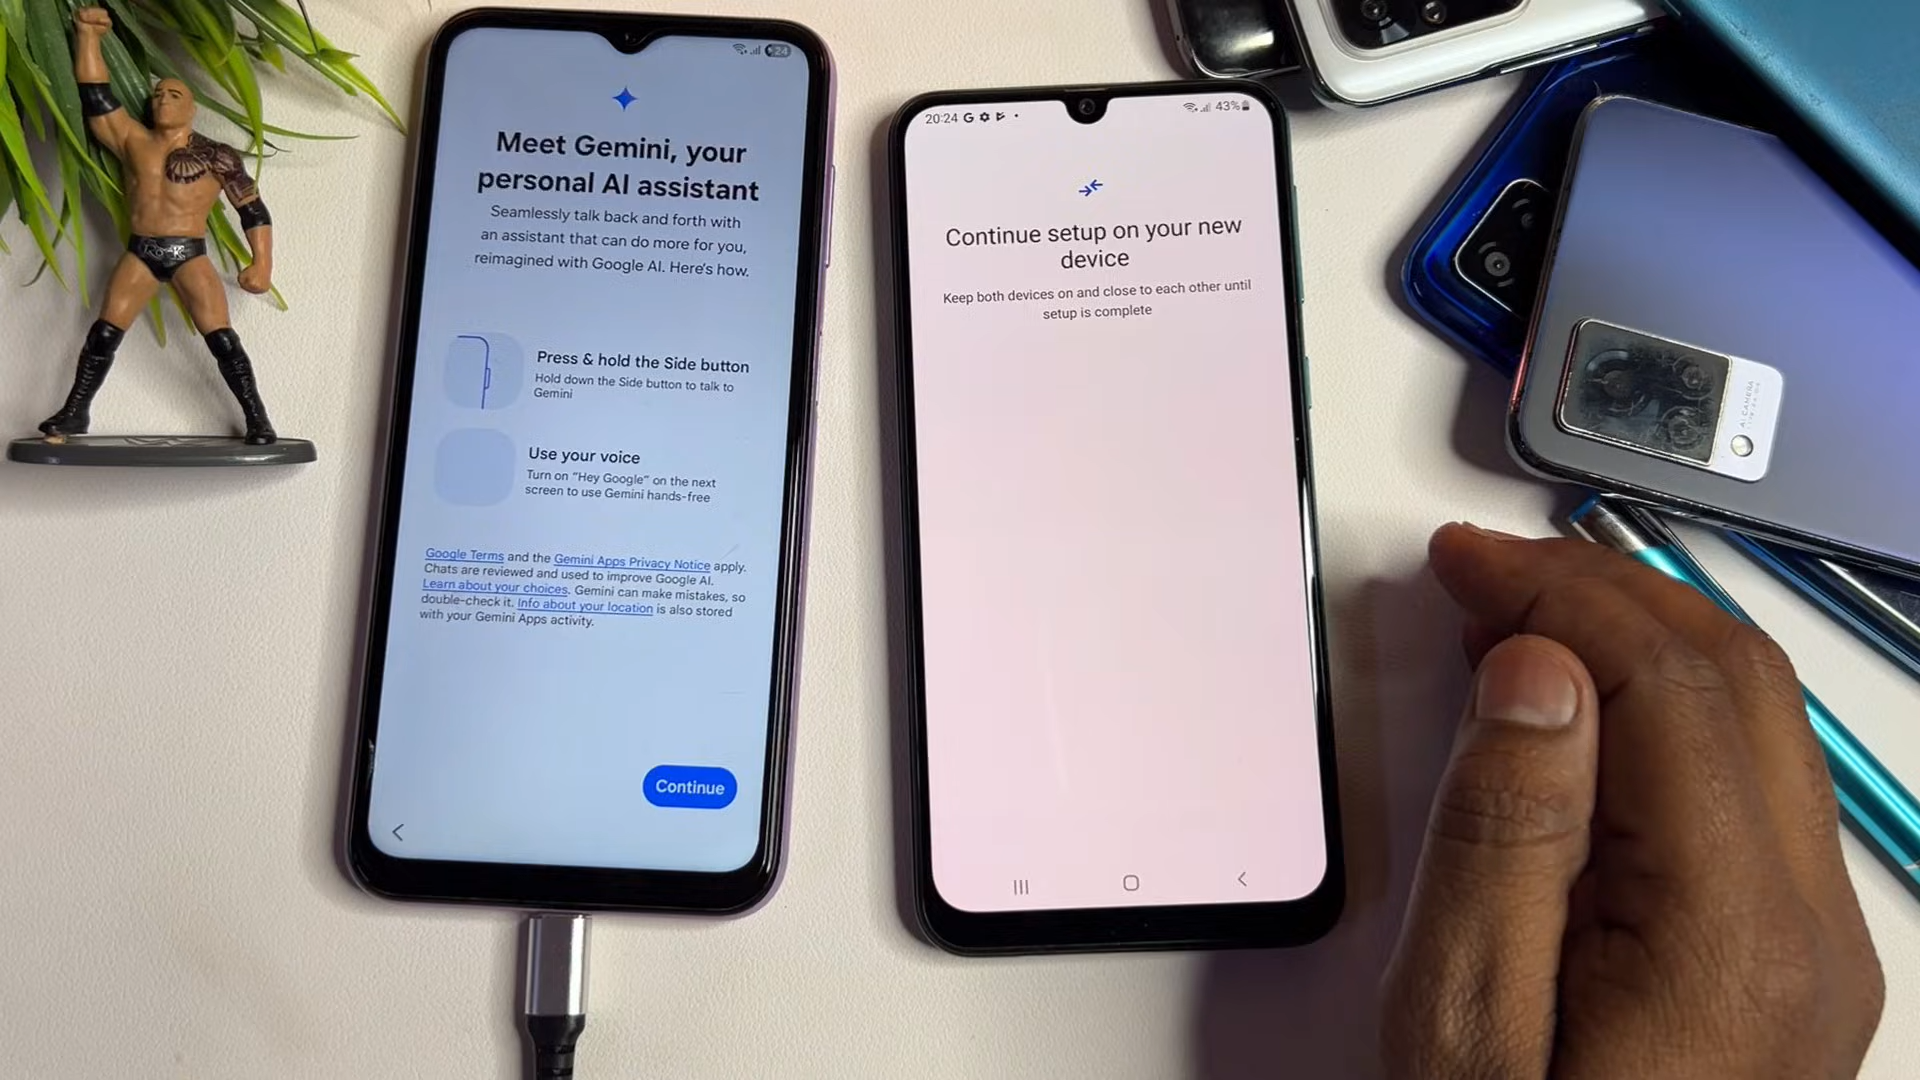 24
Meet Gemini, your
personal AI assistant
Seamlessly talk back and forth with
an assistant that can do more for you,
reimagined with Google AI. Here's how.
Press & hold the Side button
Hold down the Side button to talk to
Gemini
Use your voice
Turn on "Hey Google" on the next
screen to use Gemini hands-free
Google Terms and the Gemini Apps Privacy Notice apply.
Chats are reviewed and used to improve Google AI.
Learn about your choices. Gemini can make mistakes, so
double-check it. Info about your location is also stored
with your Gemini Apps activity.
Continue
20:24 G 43%
Continue setup on your new
device
Keep both devices on and close to each other until
setup is complete
AI CAMERA